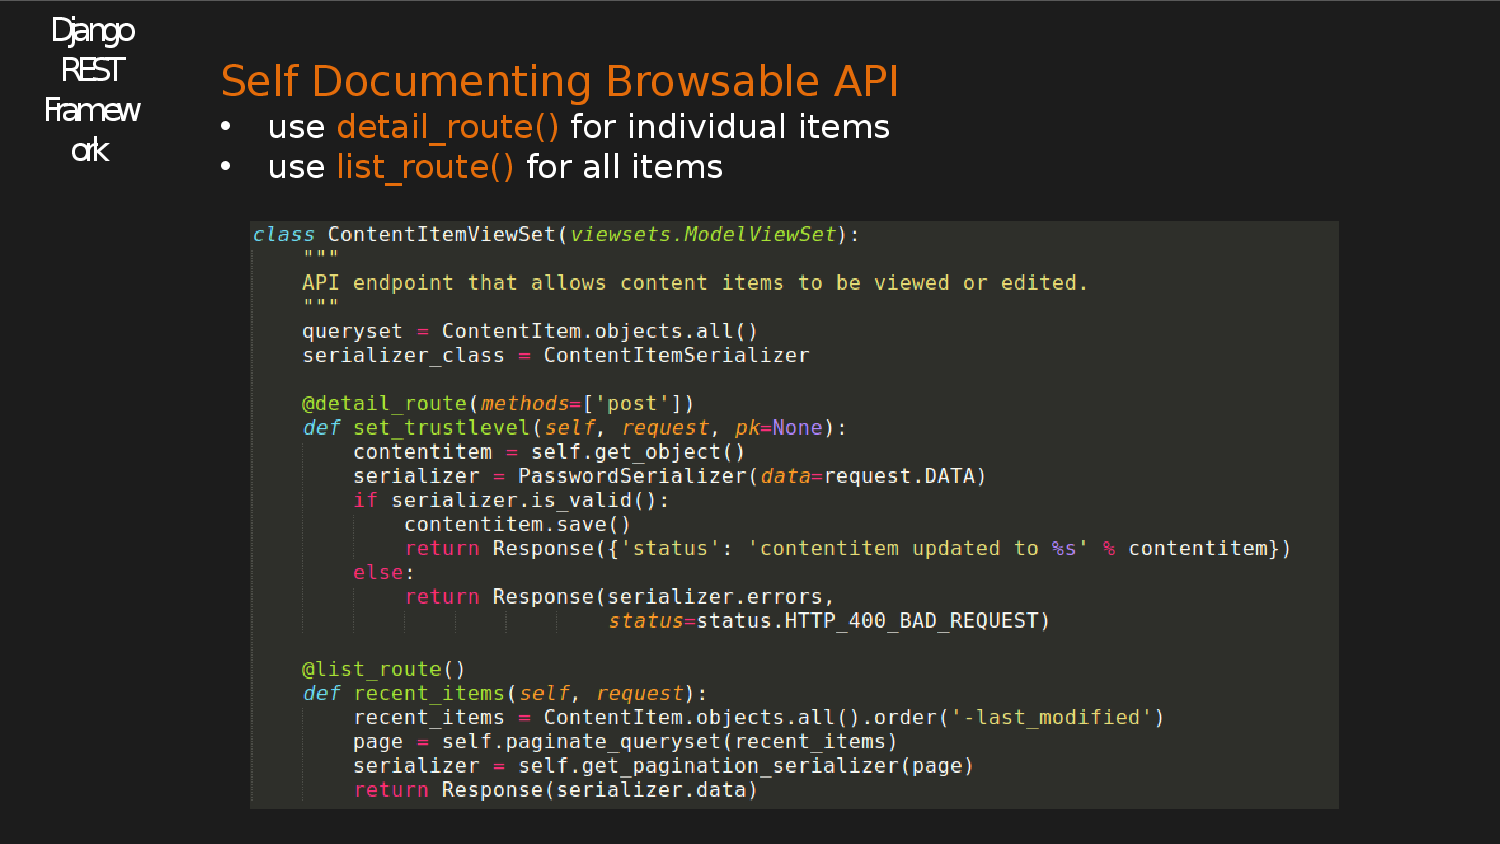 Django
REST
Framew
ork
Self Documenting Browsable API
• use detail_route() for individual items
• use list_route() for all items
class ContentItemViewSet(viewsets.ModelViewSet):
    """
    API endpoint that allows content items to be viewed or edited.
    """
    queryset = ContentItem.objects.all()
    serializer_class = ContentItemSerializer

    @detail_route(methods=['post'])
    def set_trustlevel(self, request, pk=None):
        contentitem = self.get_object()
        serializer = PasswordSerializer(data=request.DATA)
        if serializer.is_valid():
            contentitem.save()
            return Response({'status': 'contentitem updated to %s' % contentitem})
        else:
            return Response(serializer.errors,
                            status=status.HTTP_400_BAD_REQUEST)

    @list_route()
    def recent_items(self, request):
        recent_items = ContentItem.objects.all().order('-last_modified')
        page = self.paginate_queryset(recent_items)
        serializer = self.get_pagination_serializer(page)
        return Response(serializer.data)